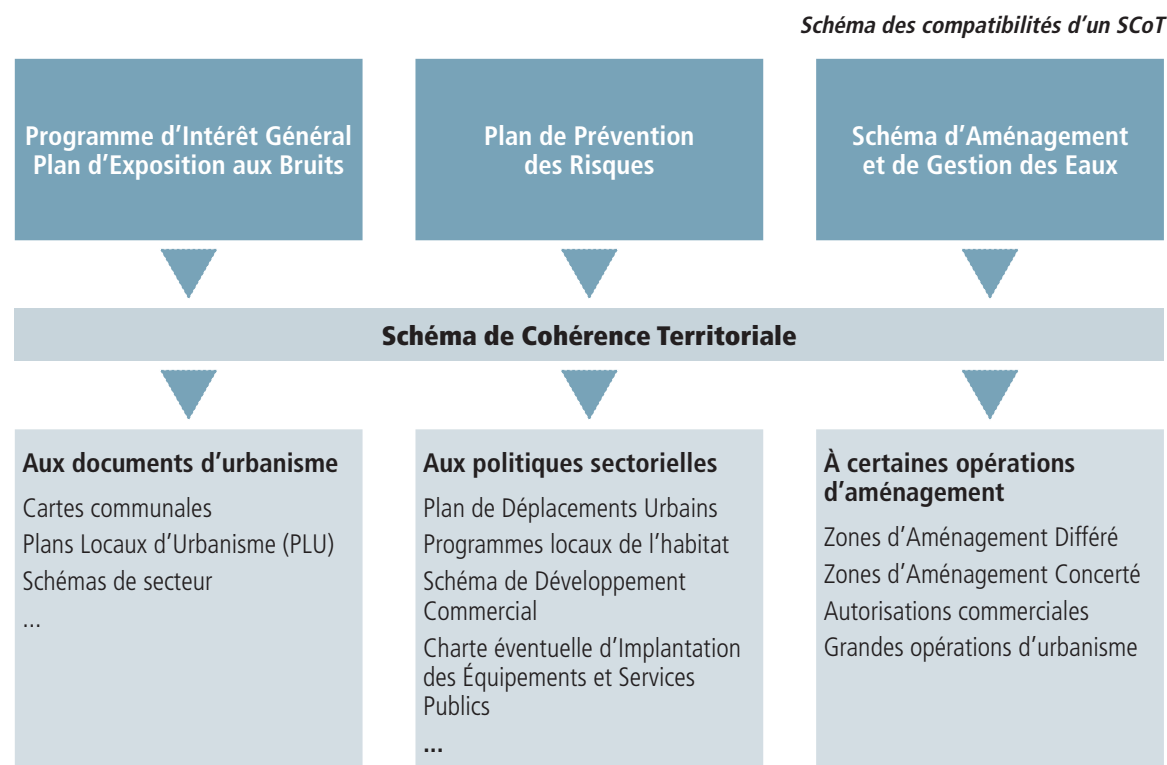 Schéma des compatibilités d’un SCoT
Programme d’Intérêt Général
Plan d’Exposition aux Bruits
Plan de Prévention
des Risques
Schéma d’Aménagement
et de Gestion des Eaux
Schéma de Cohérence Territoriale
Aux documents d’urbanisme
Cartes communales
Plans Locaux d’Urbanisme (PLU)
Schémas de secteur
...
Aux politiques sectorielles
Plan de Déplacements Urbains
Programmes locaux de l’habitat
Schéma de Développement
Commercial
Charte éventuelle d’Implantation
des Équipements et Services
Publics
...
À certaines opérations
d’aménagement
Zones d’Aménagement Différé
Zones d’Aménagement Concerté
Autorisations commerciales
Grandes opérations d’urbanisme